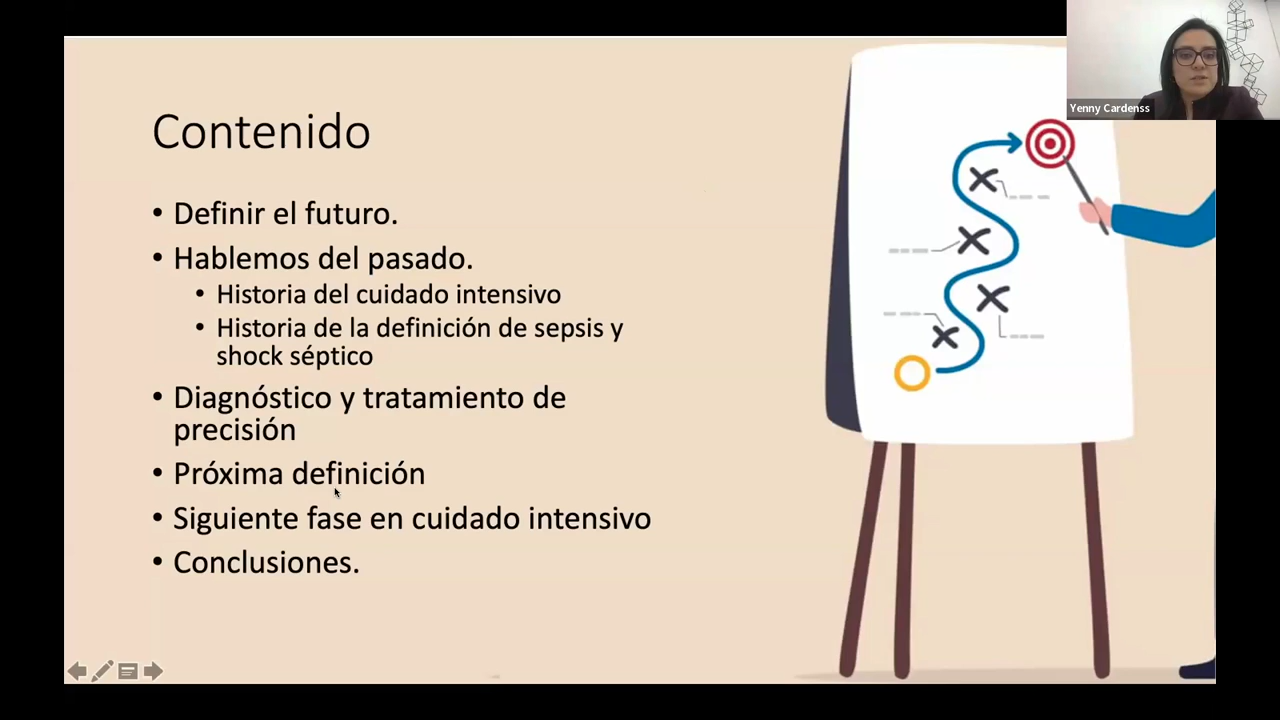 Yenny Cardenss
Contenido
• Definir el futuro.
• Hablemos del pasado.
• Historia del cuidado intensivo
• Historia de la definición de sepsis y
shock séptico
• Diagnóstico y tratamiento de
precisión
• Próxima definición
• Siguiente fase en cuidado intensivo
• Conclusiones.